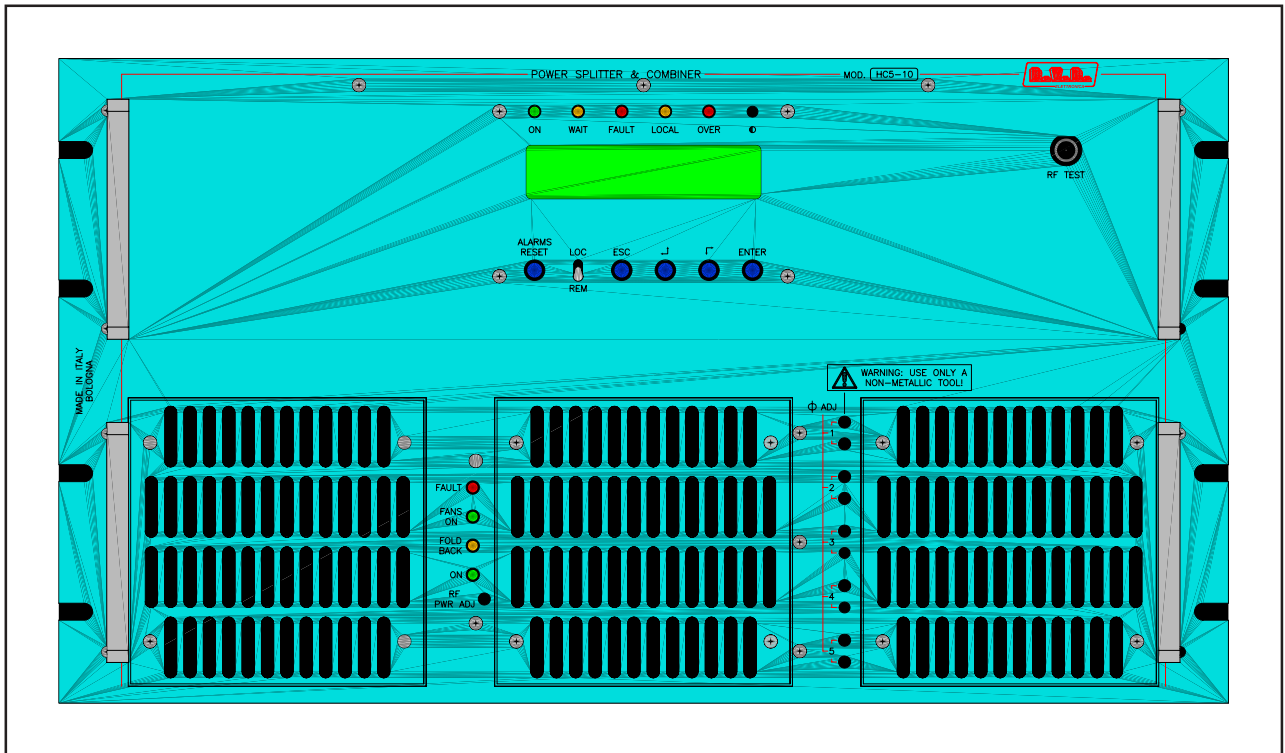 POWER SPLITTER & COMBINER
MOD. HC5-10
R.V.R.
ELETTRONICA
ON WAIT FAULT LOCAL OVER
RF TEST
ALARMS
RESET
LOC
REM
ESC
ENTER
MADE IN ITALY
BOLOGNA
WARNING: USE ONLY A
NON-METALLIC TOOL!
Φ ADJ
1
2
3
4
5
FAULT
FANS
ON
FOLD
BACK
ON
RF
PWR ADJ